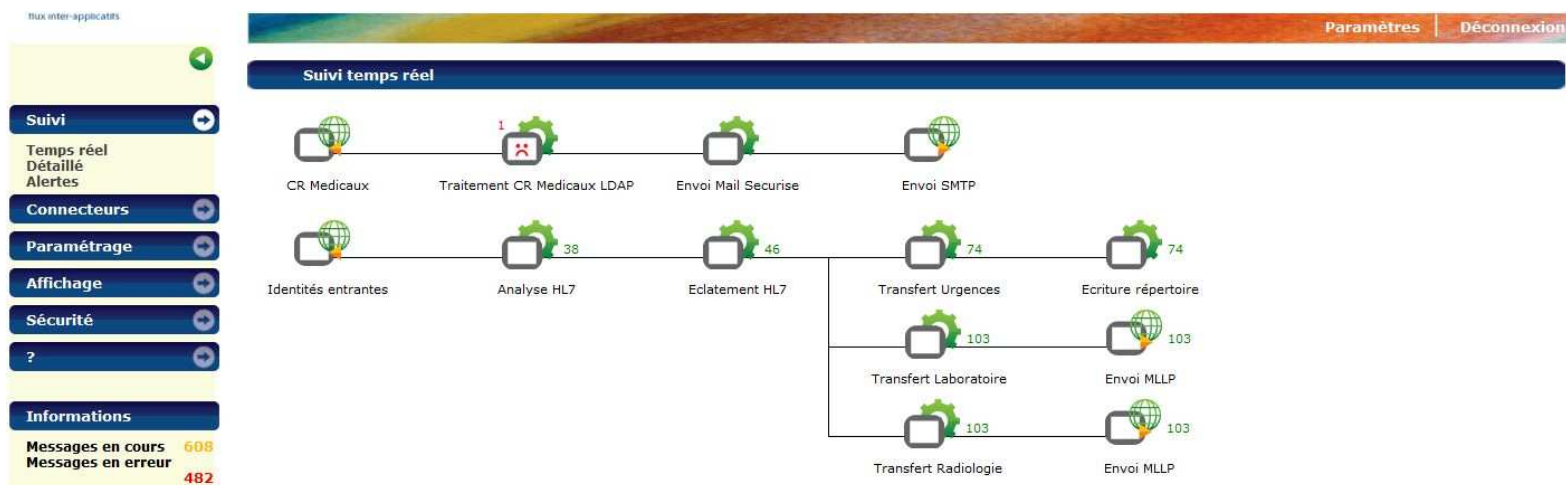 flux inter-applicatifs
Paramètres
Déconnexion
Suivi temps réel
Suivi
Temps réel
Détaillé
Alertes
Connecteurs
Paramétrage
Affichage
Sécurité
?
Informations
Messages en cours 608
Messages en erreur
482
1
CR Medicaux
Traitement CR Medicaux LDAP
Envoi Mail Securise
Envoi SMTP
38
46
74
74
Identités entrantes
Analyse HL7
Eclatement HL7
Transfert Urgences
Ecriture répertoire
103
103
Transfert Laboratoire
Envoi MLLP
103
103
Transfert Radiologie
Envoi MLLP